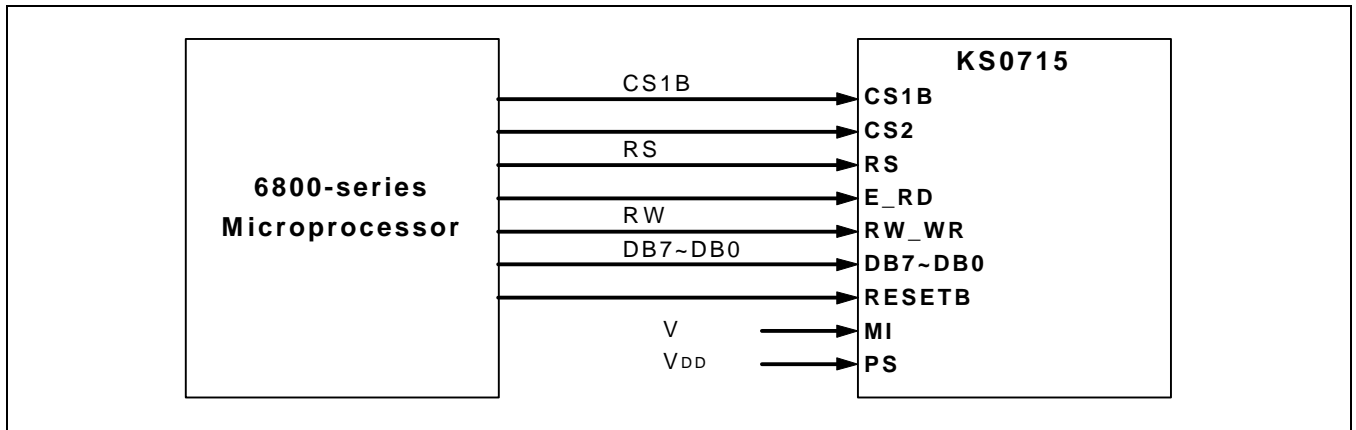 KS0715
CS1B
CS1B
CS2
RS
RS
6800-series
Microprocessor
E_RD
RW
RW_WR
DB7~DB0
DB7~DB0
RESETB
V
MI
VDD
PS